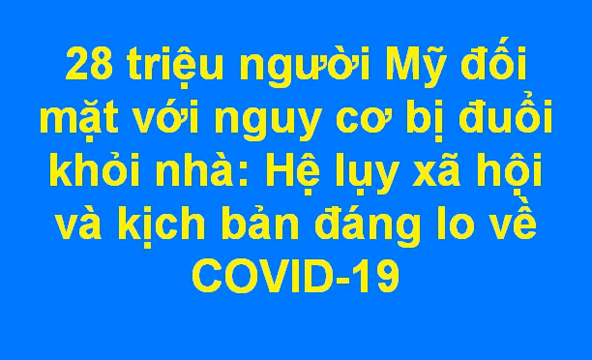 28 triệu người Mỹ đối
mặt với nguy cơ bị đuổi
khỏi nhà: Hệ lụy xã hội
và kịch bản đáng lo về
COVID-19